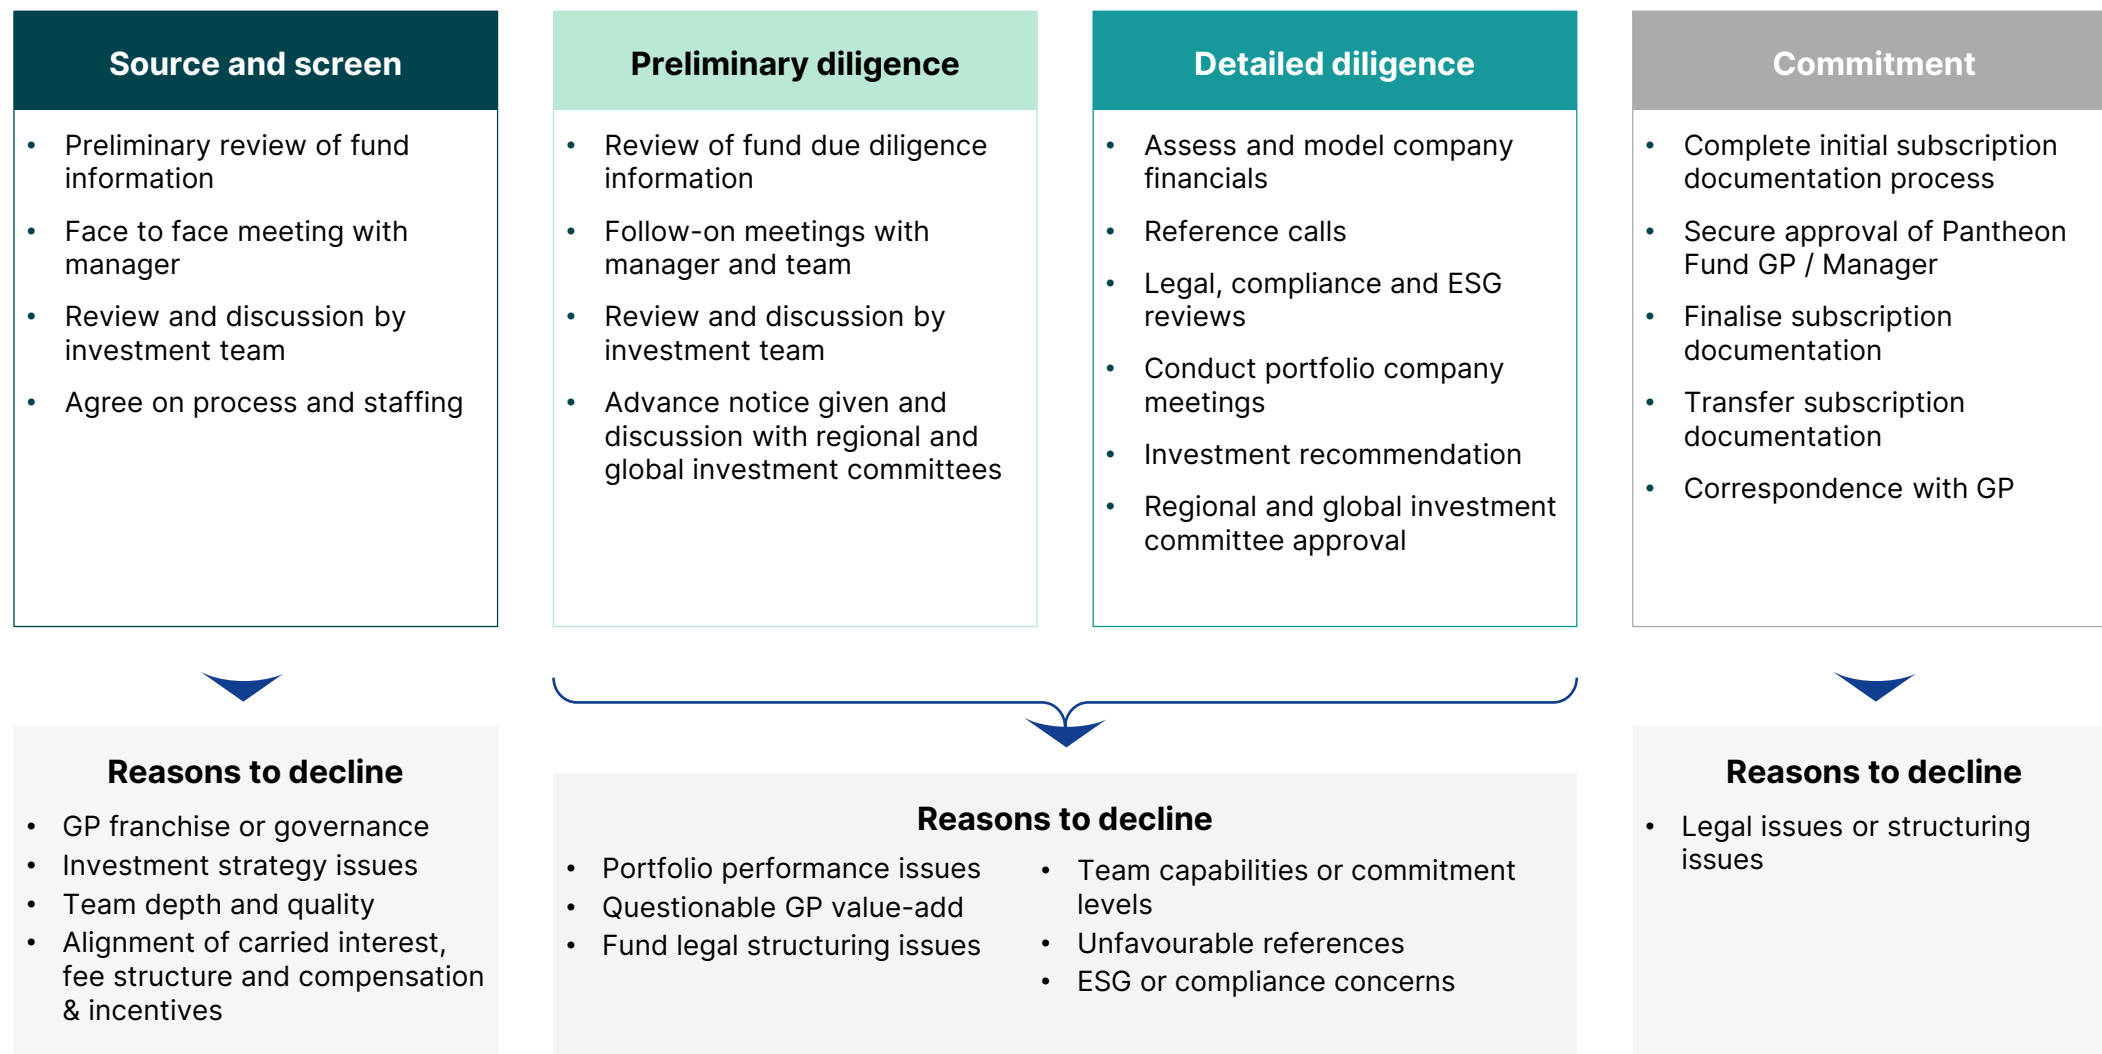 Source and screen
• Preliminary review of fund
information
• Face to face meeting with
manager
• Review and discussion by
investment team
• Agree on process and staffing
Preliminary diligence
• Review of fund due diligence
information
• Follow-on meetings with
manager and team
• Review and discussion by
investment team
• Advance notice given and
discussion with regional and
global investment committees
Detailed diligence
• Assess and model company
financials
• Reference calls
• Legal, compliance and ESG
reviews
• Conduct portfolio company
meetings
• Investment recommendation
• Regional and global investment
committee approval
Commitment
• Complete initial subscription
documentation process
• Secure approval of Pantheon
Fund GP / Manager
• Finalise subscription
documentation
• Transfer subscription
documentation
• Correspondence with GP
Reasons to decline
• GP franchise or governance
• Investment strategy issues
• Team depth and quality
• Alignment of carried interest,
fee structure and compensation
& incentives
Reasons to decline
• Portfolio performance issues
• Questionable GP value-add
• Fund legal structuring issues
• Team capabilities or commitment
levels
• Unfavourable references
• ESG or compliance concerns
Reasons to decline
• Legal issues or structuring
issues